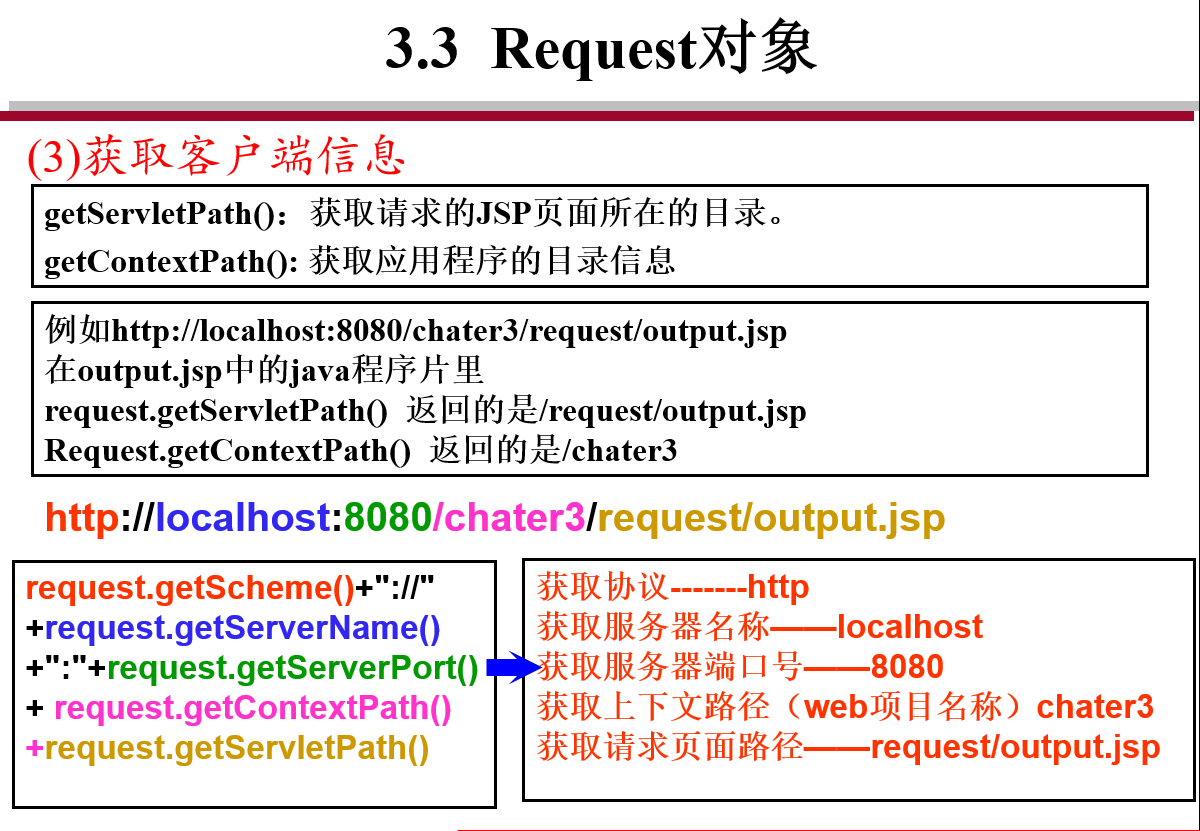 3.3 Request对象
(3)获取客户端信息
getServletPath()：获取请求的JSP页面所在的目录。
getContextPath(): 获取应用程序的目录信息
例如http://localhost:8080/chater3/request/output.jsp
在output.jsp中的java程序片里
request.getServletPath() 返回的是/request/output.jsp
Request.getContextPath() 返回的是/chater3
http://localhost:8080/chater3/request/output.jsp
request.getScheme()+"://"
+request.getServerName()
+":"+request.getServerPort()
+ request.getContextPath()
+request.getServletPath()
获取协议-------http
获取服务器名称——localhost
获取服务器端口号——8080
获取上下文路径（web项目名称）chater3
获取请求页面路径——request/output.jsp